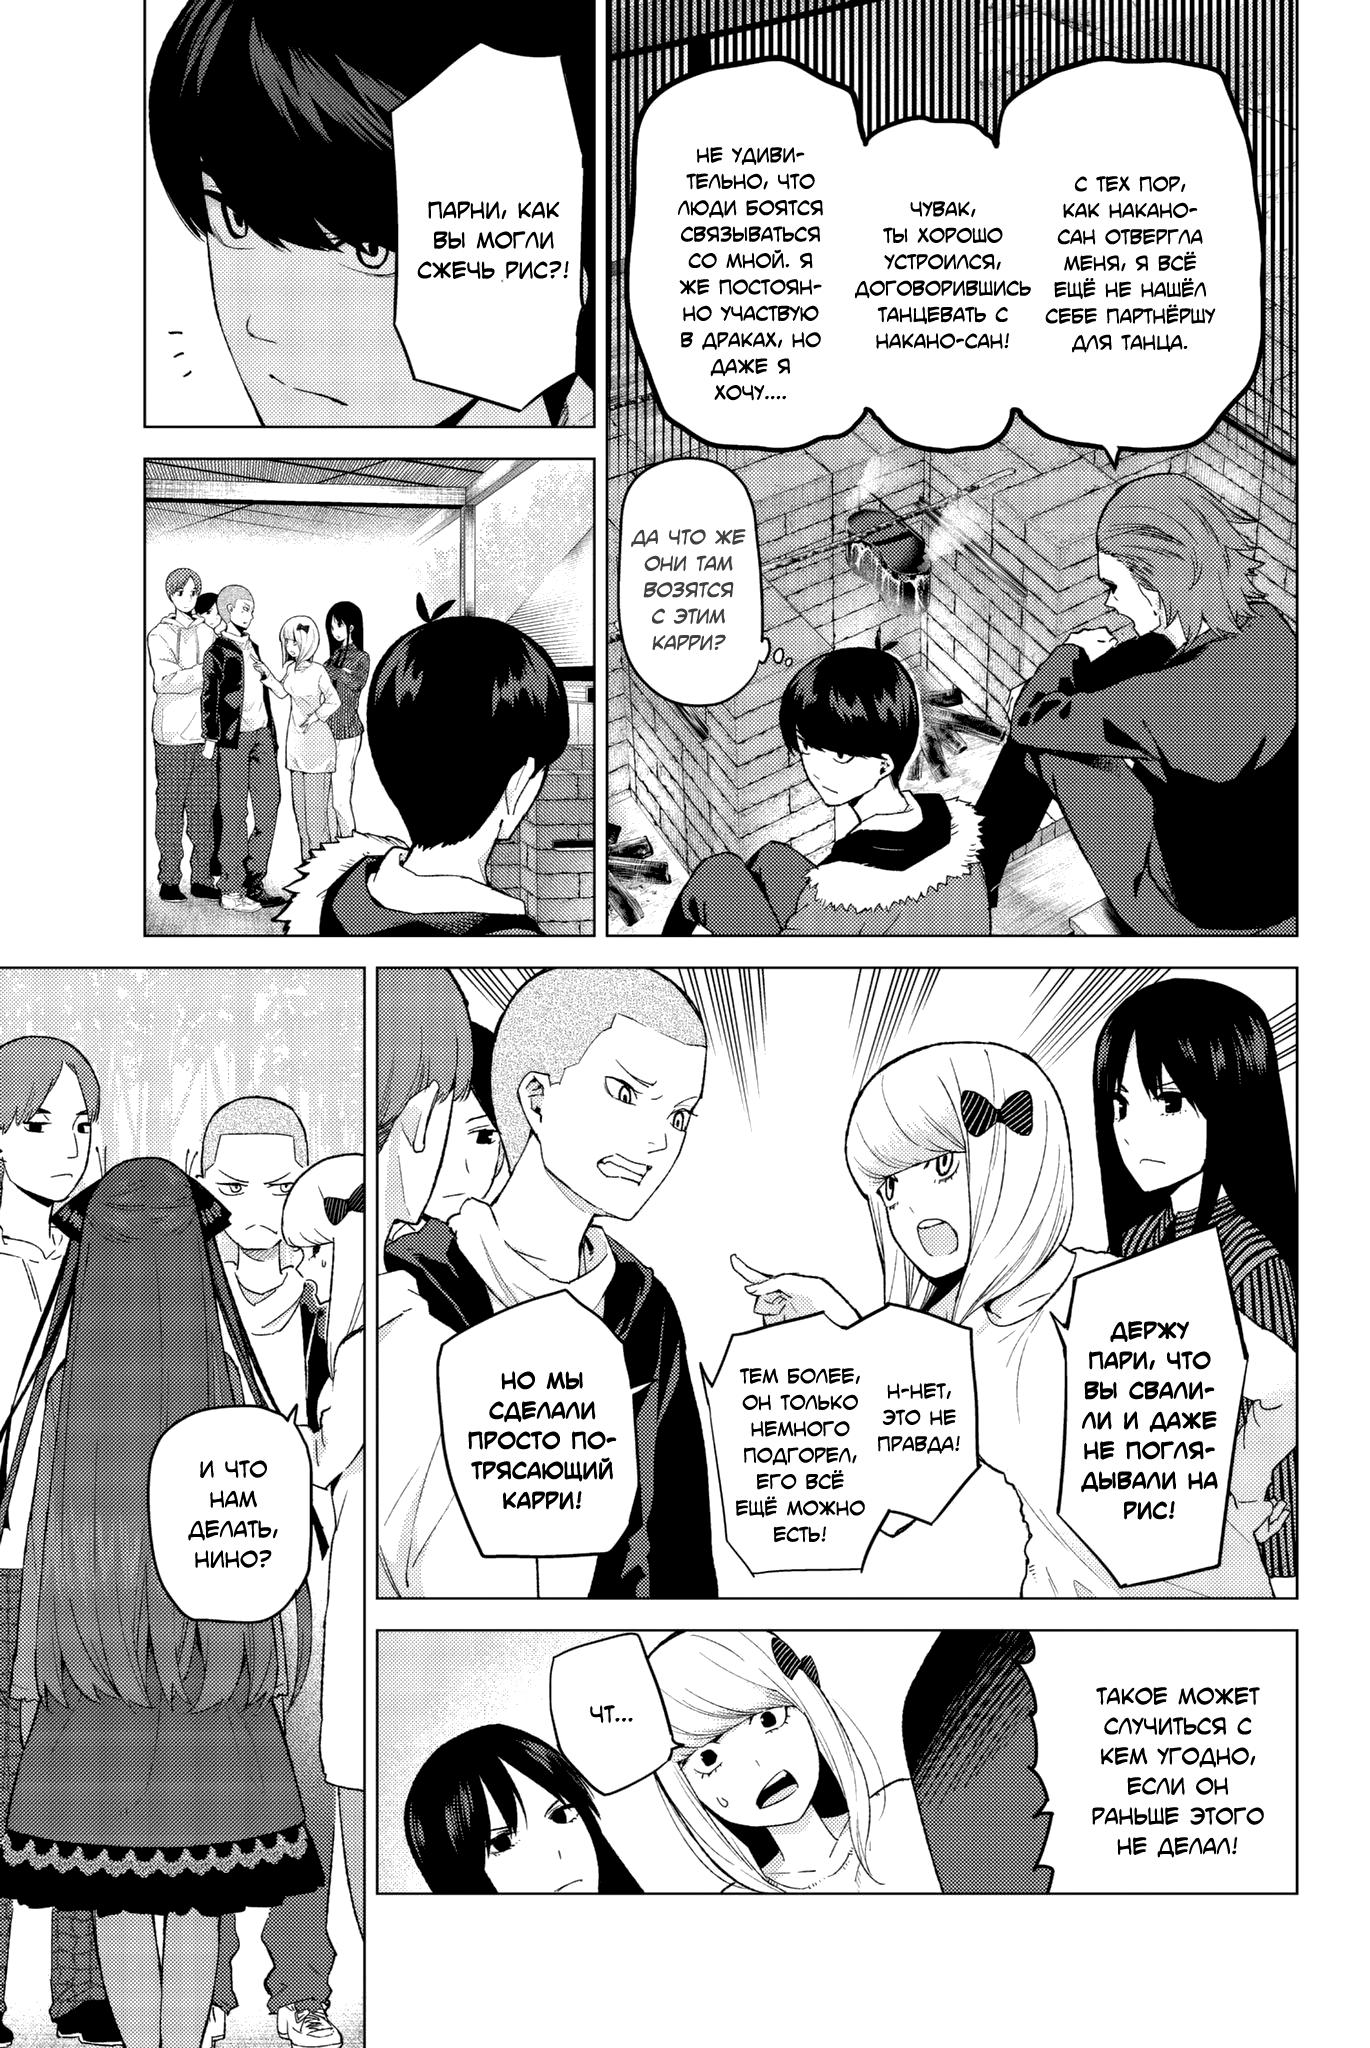 С ТЕХ ПОР,
КАК НАКАНО-
САН ОТВЕРГЛА
МЕНЯ, Я ВСЁ
ЕЩЁ НЕ НАШЁЛ
СЕБЕ ПАРТНЁРШУ
ДЛЯ ТАНЦА.
ЧУВАК,
ТЫ ХОРОШО
УСТРОИЛСЯ,
ДОГОВОРИВШИСЬ
ТАНЦЕВАТЬ С
НАКАНО-САН!
НЕ УДИВИ-
ТЕЛЬНО, ЧТО
ЛЮДИ БОЯТСЯ
СВЯЗЫВАТЬСЯ
СО МНОЙ. Я
ЖЕ ПОСТОЯН-
НО УЧАСТВУЮ
В ДРАКАХ, НО
ДАЖЕ Я
ХОЧУ....
ДА ЧТО ЖЕ
ОНИ ТАМ
ВОЗЯТСЯ
С ЭТИМ
КАРРИ?
ПАРНИ, КАК
ВЫ МОГЛИ
СЖЕЧЬ РИС?!
ДЕРЖУ
ПАРИ, ЧТО
ВЫ СВАЛИ-
ЛИ И ДАЖЕ
НЕ ПОГЛЯ-
ДЫВАЛИ НА
РИС!
Н-НЕТ,
ЭТО НЕ
ПРАВДА!
ТЕМ БОЛЕЕ,
ОН ТОЛЬКО
НЕМНОГО
ПОДГОРЕЛ,
ЕГО ВСЁ
ЕЩЁ МОЖНО
ЕСТЬ!
НО МЫ
СДЕЛАЛИ
ПРОСТО ПО-
ТРЯСАЮЩИЙ
КАРРИ!
ТАКОЕ МОЖЕТ
СЛУЧИТЬСЯ С
КЕМ УГОДНО,
ЕСЛИ ОН
РАНЬШЕ ЭТОГО
НЕ ДЕЛАЛ!
ЧТ...
И ЧТО
НАМ
ДЕЛАТЬ,
НИНО?